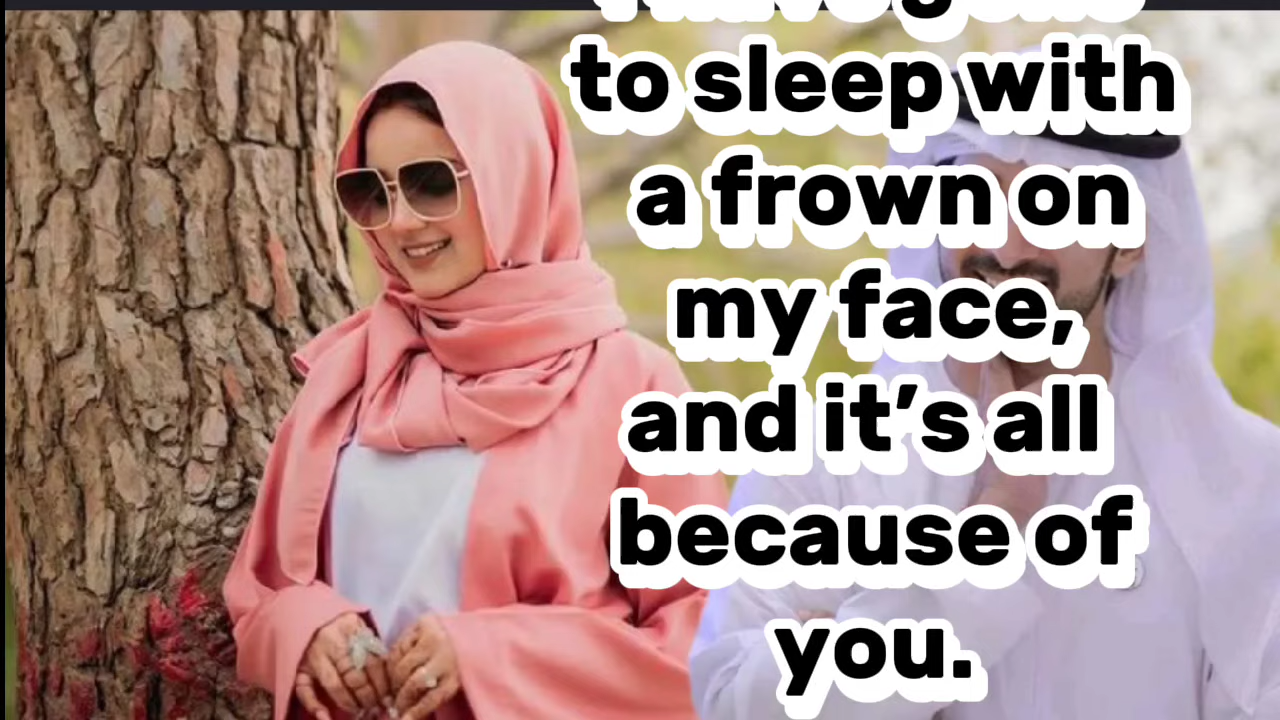 to sleep with
a frown on
my face,
and it’s all
because of
you.